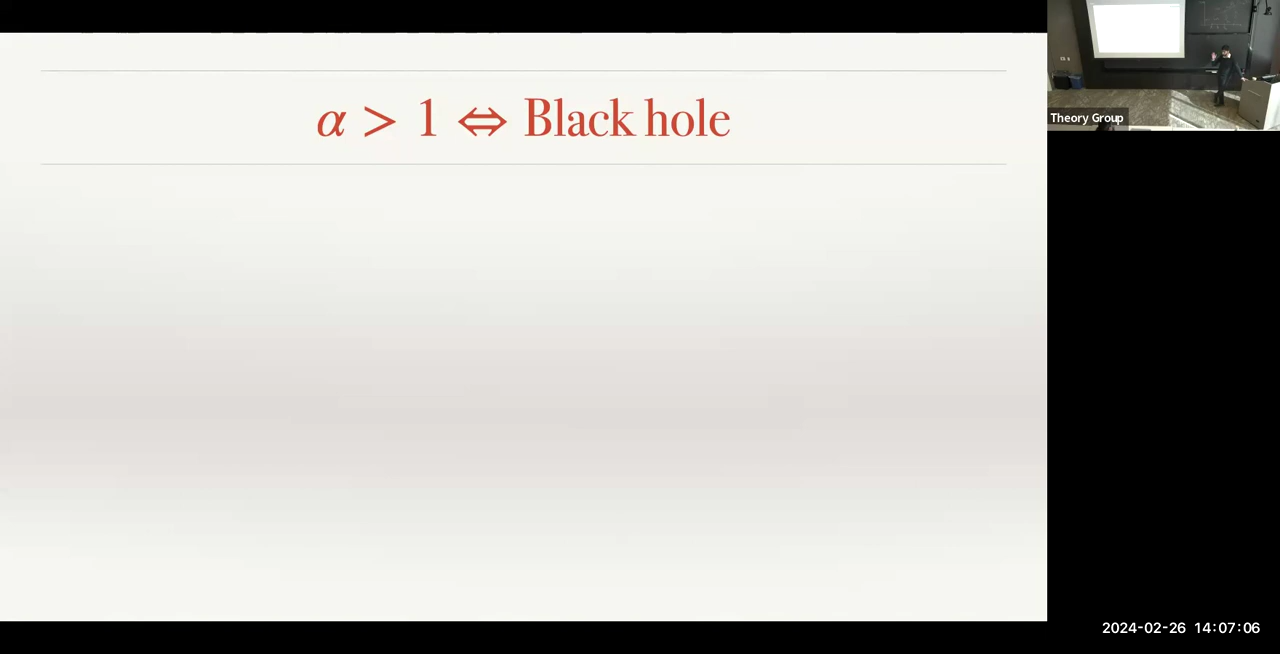 α > 1 ⇔ Black hole
Theory Group
2024-02-26 14:07:06